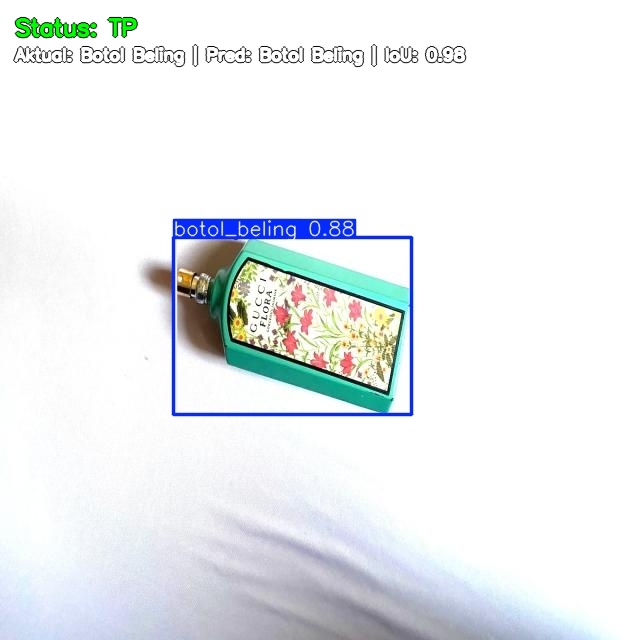 Status: TP
Aktual: Botol Beling | Pred: Botol Beling | IoU: 0.98
botol_beling 0.88
GUCCI
FLORA